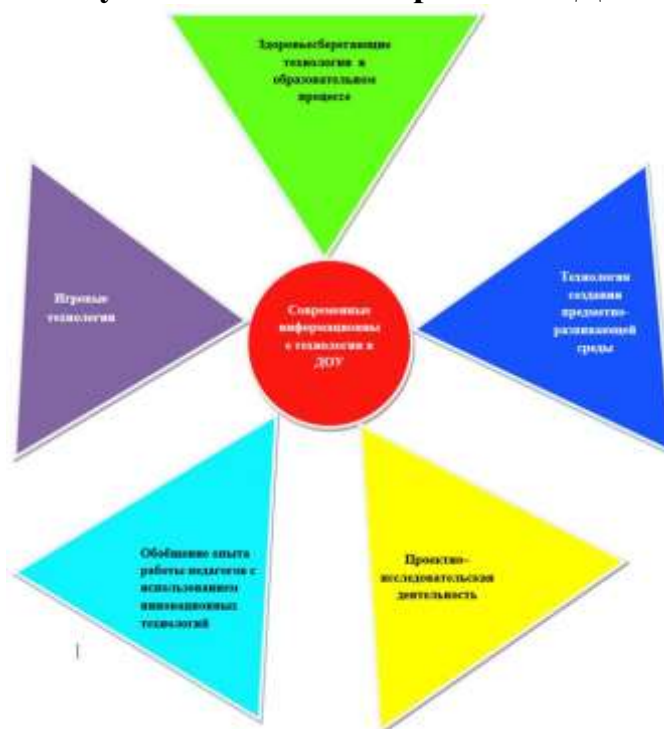 Здоровьесберегающие
технологии в
образовательном
процессе
Игровые
технологии
Современные
информационны
е технологии в
ДОУ
Технология
создания
предметно-
развивающей
среды
Обобщение опыта
работы педагогов с
использованием
инновационных
технологий
Проектно-
исследовательская
деятельность